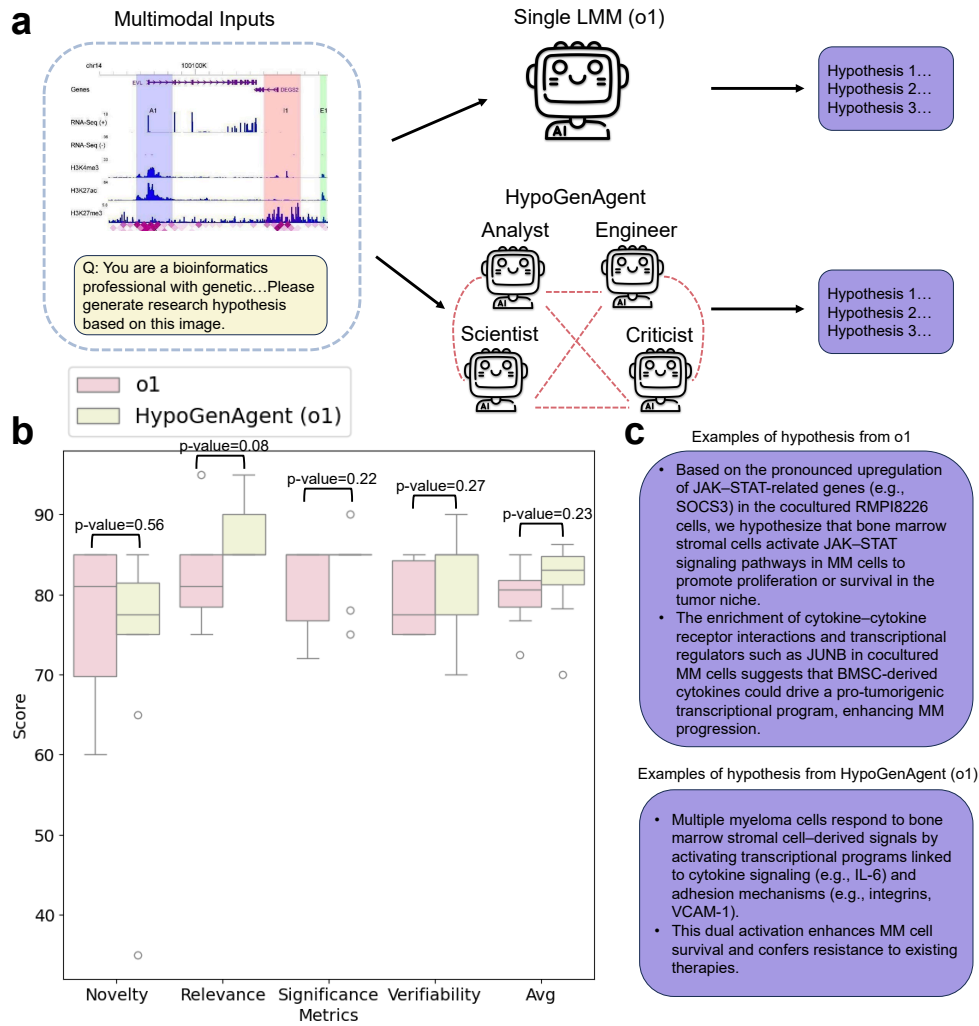 a
Multimodal Inputs
chr14
100100K
EVL
Genes
DEGS2
A1
I1
E1
RNA-Seq (+)
RNA-Seq (-)
H3K4me3
H3K27ac
H3K27me3
Q: You are a bioinformatics
professional with genetic…Please
generate research hypothesis
based on this image.
Single LMM (o1)
AI
Hypothesis 1…
Hypothesis 2…
Hypothesis 3…
HypoGenAgent
Analyst
Engineer
AI
AI
Scientist
Criticist
AI
AI
Hypothesis 1…
Hypothesis 2…
Hypothesis 3…
o1
HypoGenAgent (o1)
b
p-value=0.56
p-value=0.08
p-value=0.22
p-value=0.27
p-value=0.23
Score
90
80
70
60
50
40
Novelty
Relevance
Significance
Verifiability
Avg
Metrics
c
Examples of hypothesis from o1
• Based on the pronounced upregulation
of JAK–STAT-related genes (e.g.,
SOCS3) in the cocultured RMPI8226
cells, we hypothesize that bone marrow
stromal cells activate JAK–STAT
signaling pathways in MM cells to
promote proliferation or survival in the
tumor niche.
• The enrichment of cytokine–cytokine
receptor interactions and transcriptional
regulators such as JUNB in cocultured
MM cells suggests that BMSC-derived
cytokines could drive a pro-tumorigenic
transcriptional program, enhancing MM
progression.
Examples of hypothesis from HypoGenAgent (o1)
• Multiple myeloma cells respond to bone
marrow stromal cell–derived signals by
activating transcriptional programs linked
to cytokine signaling (e.g., IL-6) and
adhesion mechanisms (e.g., integrins,
VCAM-1).
• This dual activation enhances MM cell
survival and confers resistance to existing
therapies.